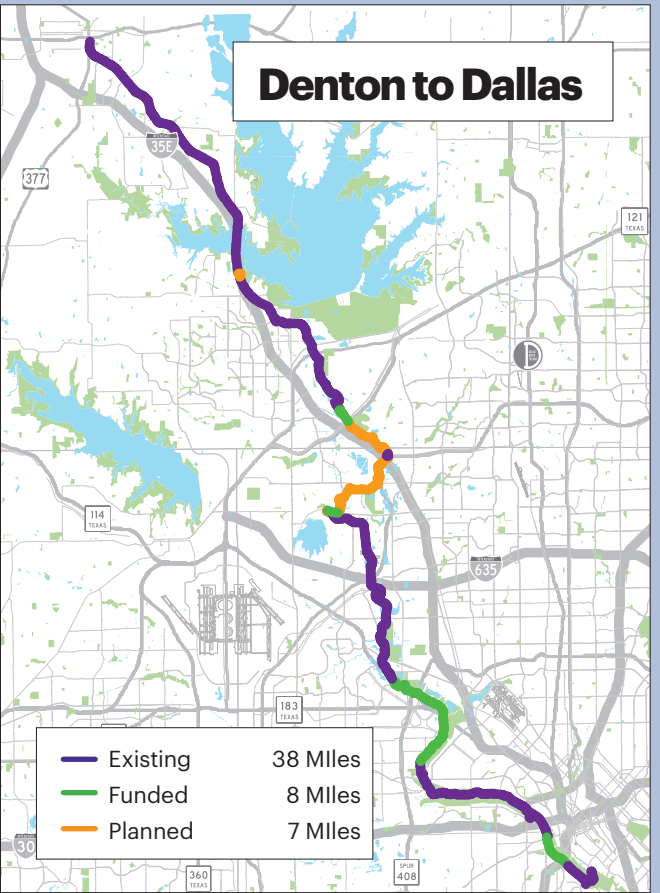 Denton to Dallas
35E
377
121
TEXAS
114
TEXAS
635
183
TEXAS
Existing 38 MIles
Funded 8 MIles
Planned 7 MIles
30
360
TEXAS
SPUR
408